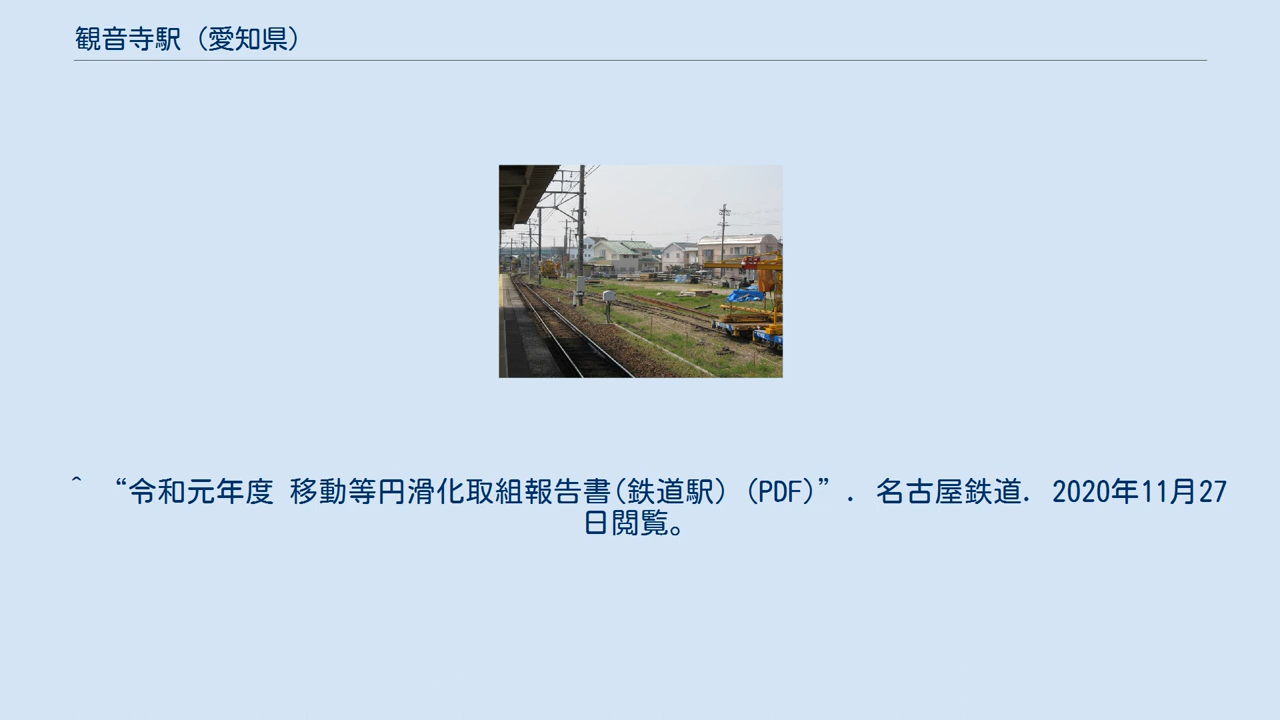 観音寺駅 (愛知県)
^ “令和元年度 移動等円滑化取組報告書(鉄道駅) (PDF)”. 名古屋鉄道. 2020年11月27
日閲覧。